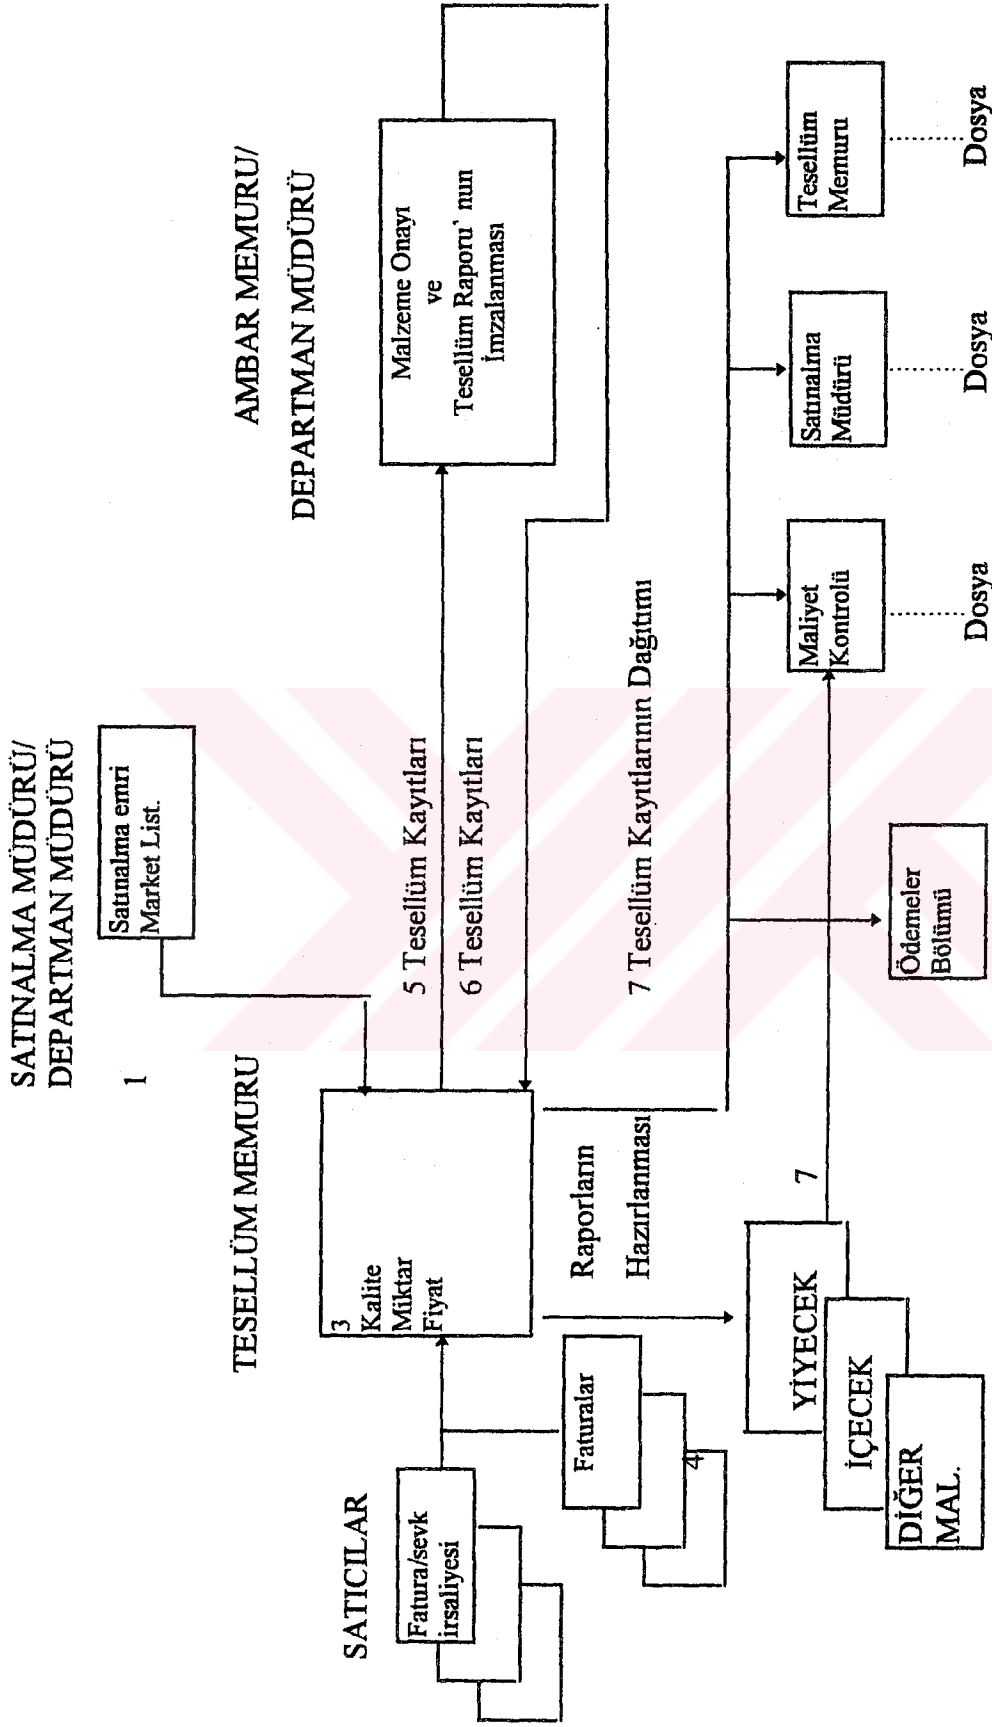 SATINALMA MÜDÜRÜ/
DEPARTMAN MÜDÜRÜ
1
Satınalma emri
Market List.
TESELLÜM MEMURU
AMBAR MEMURU/
DEPARTMAN MÜDÜRÜ
SATICILAR
Fatura/sevk
irsaliyesi
3
Kalite
Miktar
Fiyat
5 Tesellüm Kayıtları
6 Tesellüm Kayıtları
Malzeme Onayı
ve
Tesellüm Raporu' nun
İmzalanması
Faturalar
4
Raporların
Hazırlanması
7 Tesellüm Kayıtlarının Dağıtımı
YİYECEK
İÇECEK
DİĞER
MAL.
7
Ödemeler
Bölümü
Maliyet
Kontrolü
Satınalma
Müdürü
Tesellüm
Memuru
Dosya
Dosya
Dosya